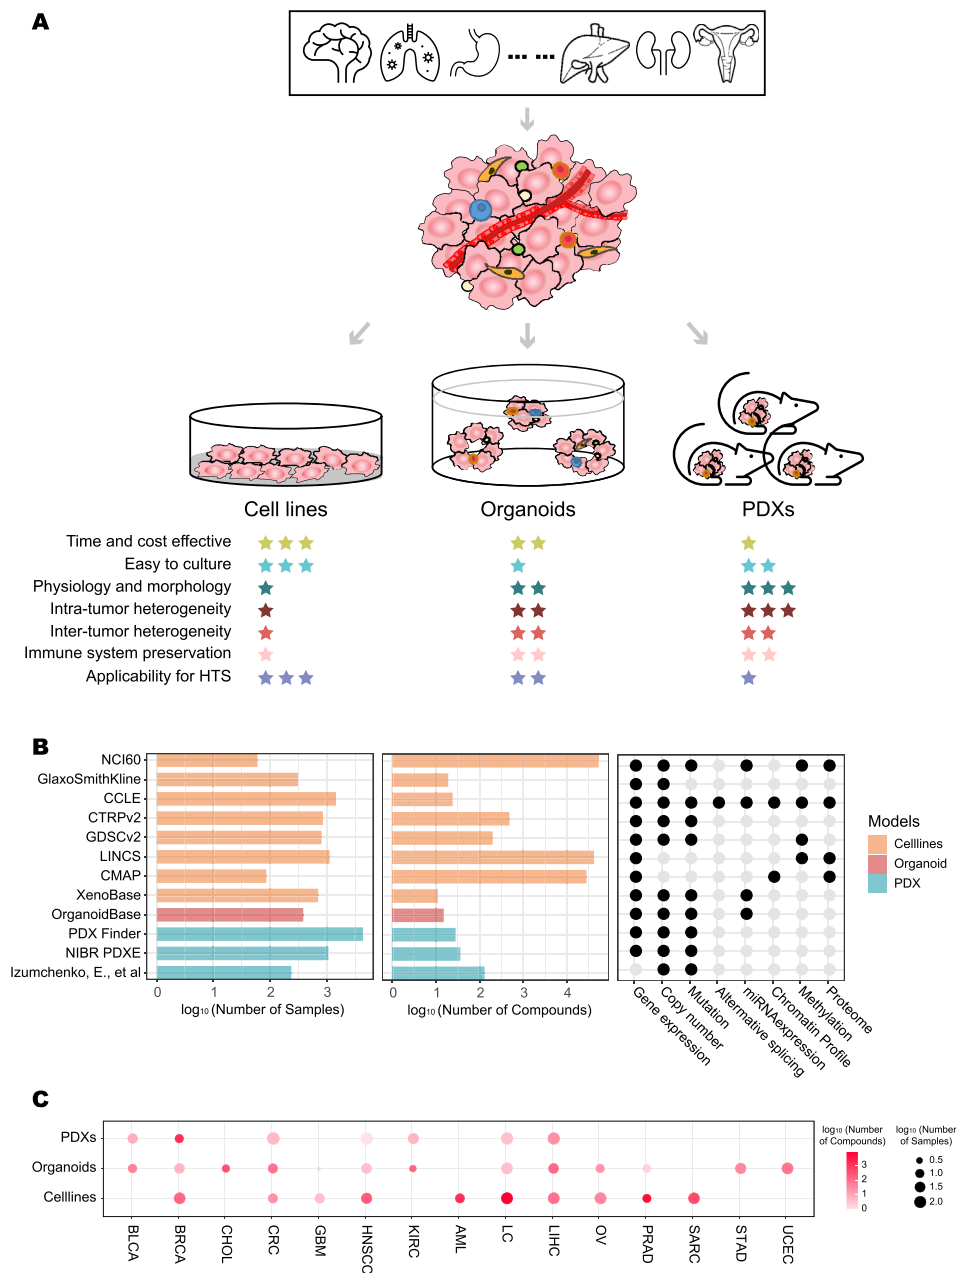 A
Cell lines
Organoids
PDXs
Time and cost effective
Easy to culture
Physiology and morphology
Intra-tumor heterogeneity
Inter-tumor heterogeneity
Immune system preservation
Applicability for HTS
B
NCI60
GlaxoSmithKline
CCLE
CTRPv2
GDSCv2
LINCS
CMAP
XenoBase
OrganoidBase
PDX Finder
NIBR PDXE
Izumchenko, E., et al
0 1 2 3
log₁₀ (Number of Samples)
0 1 2 3 4
log₁₀ (Number of Compounds)
Gene expression
Copy number
Mutation
Alternative splicing
miRNAexpression
Chromatin Profile
Methylation
Proteome
Models
Celllines
Organoid
PDX
C
PDXs
Organoids
Celllines
BLCA
BRCA
CHOL
CRC
GBM
HNSCC
KIRC
AML
LC
LIHC
OV
PRAD
SARC
STAD
UCEC
log₁₀ (Number
of Compounds)
3
2
1
0
log₁₀ (Number
of Samples)
0.5
1.0
1.5
2.0